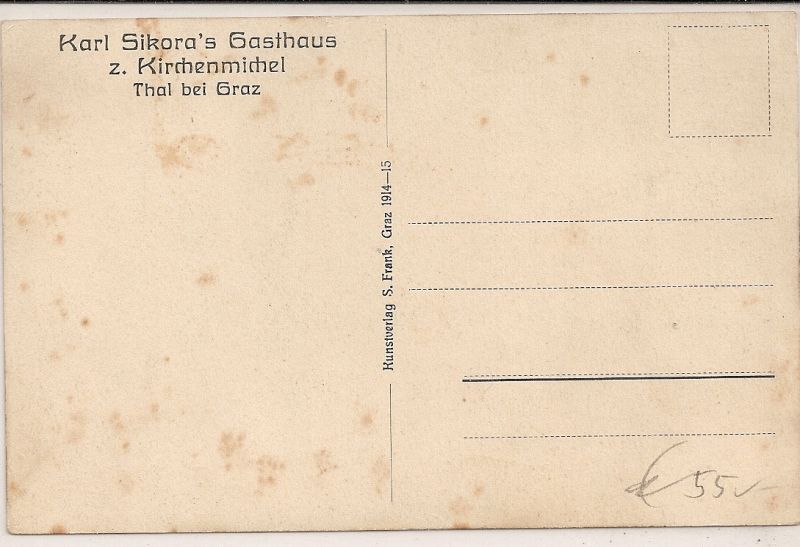 Karl Sikora's Gasthaus
z. Kirchenmichel
Thal bei Graz
Kunstverlag S. Frank, Graz 1914—15
€ 55.-